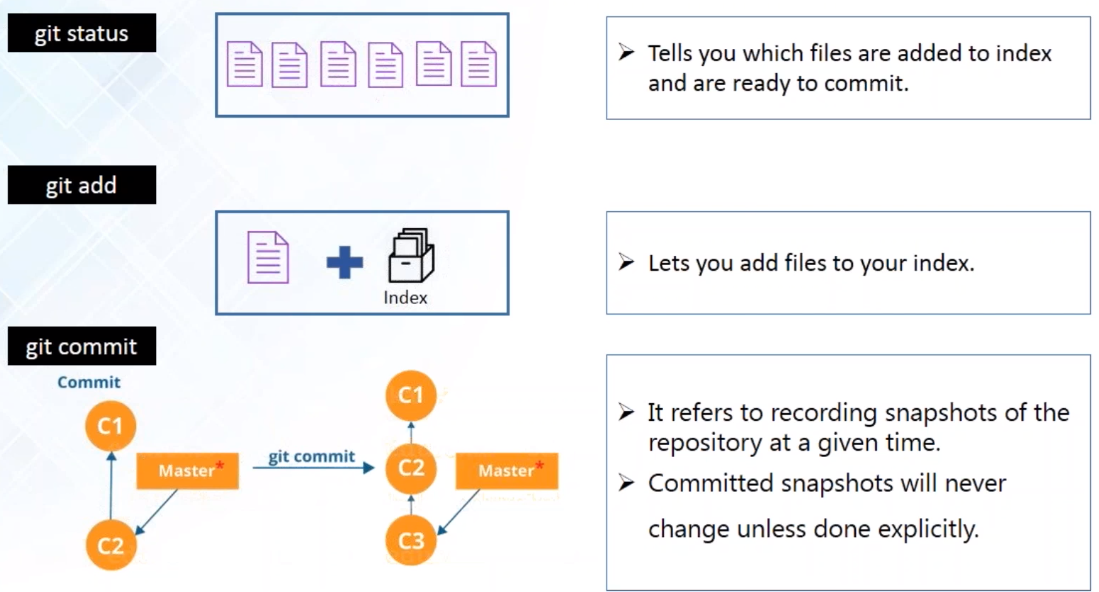 git status
➢ Tells you which files are added to index
and are ready to commit.
git add
Index
➢ Lets you add files to your index.
git commit
Commit
C1
Master*
C2
git commit
C1
C2
Master*
C3
➢ It refers to recording snapshots of the
repository at a given time.
➢ Committed snapshots will never
change unless done explicitly.